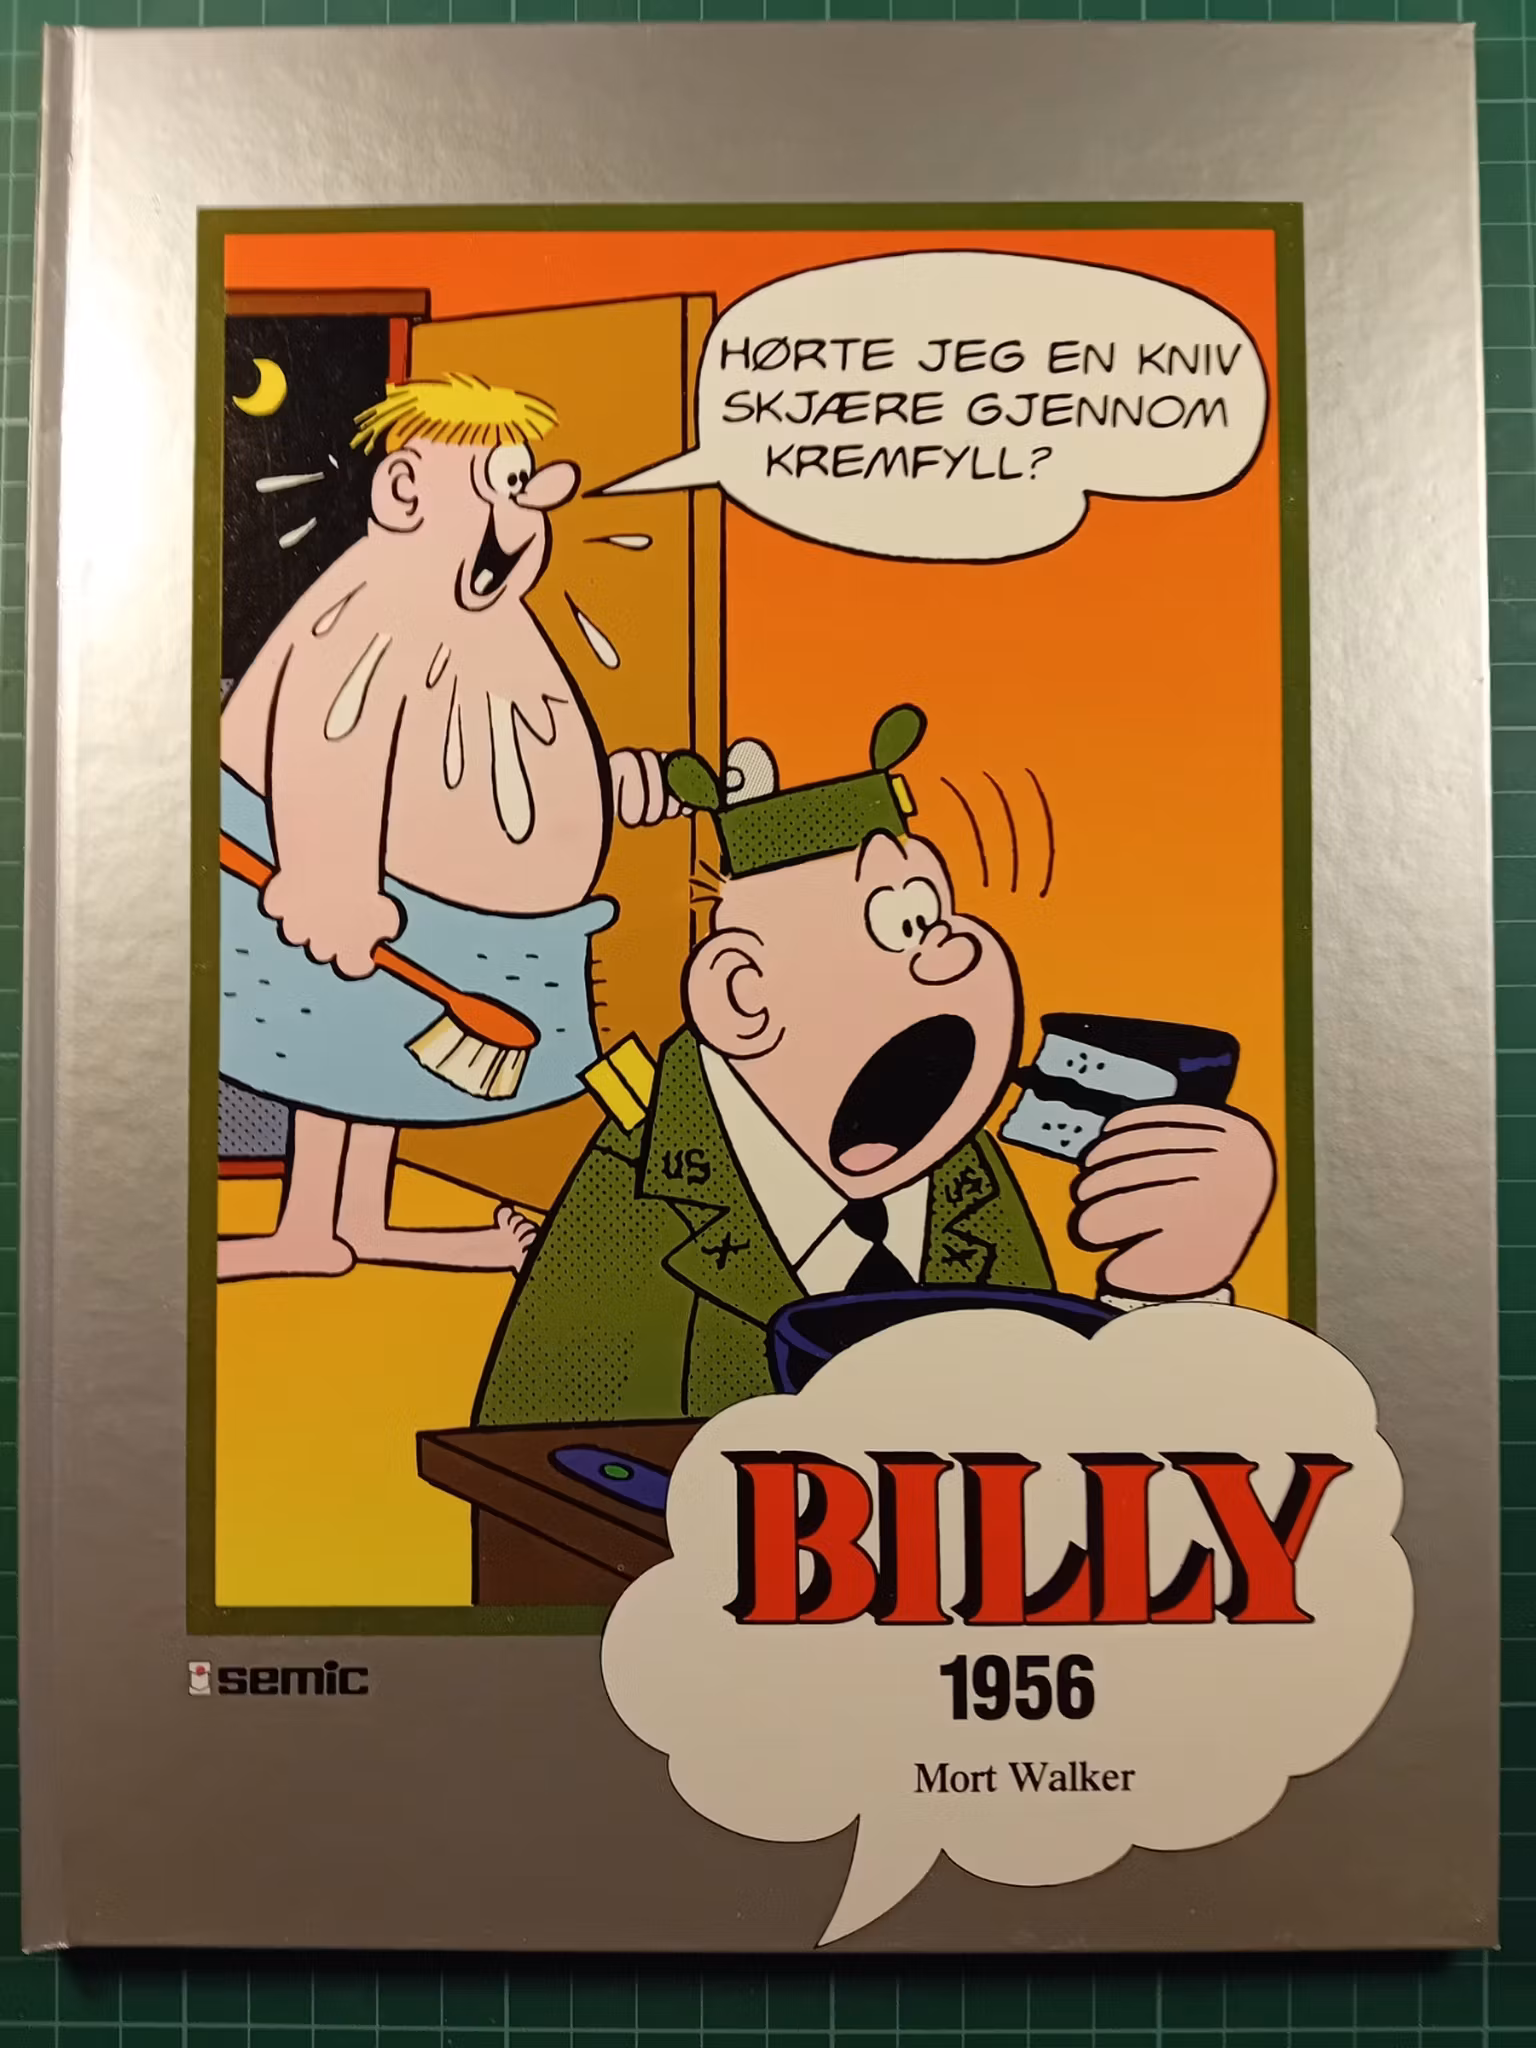 HØRTE JEG EN KNIV
SKJÆRE GJENNOM
KREMFYLL?
US
US
BILLY
1956
Mort Walker
semic